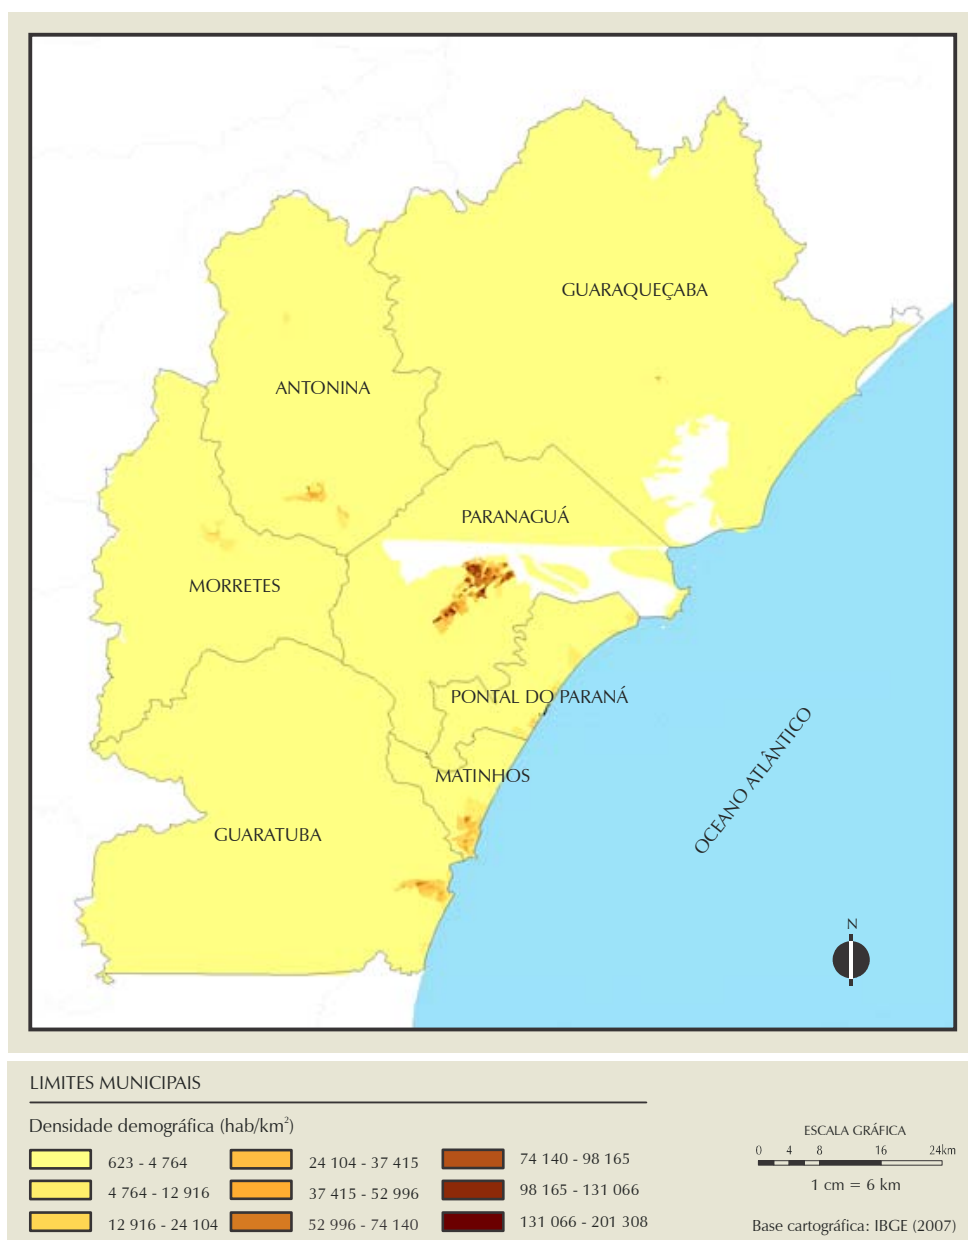 GUARAQUEÇABA
ANTONINA
PARANAGUÁ
MORRETES
PONTAL DO PARANÁ
MATINHOS
GUARATUBA
OCEANO ATLÂNTICO
N
LIMITES MUNICIPAIS
Densidade demográfica (hab/km²)
623 - 4 764
4 764 - 12 916
12 916 - 24 104
24 104 - 37 415
37 415 - 52 996
52 996 - 74 140
74 140 - 98 165
98 165 - 131 066
131 066 - 201 308
ESCALA GRÁFICA
0 4 8 16 24km
1 cm = 6 km
Base cartográfica: IBGE (2007)